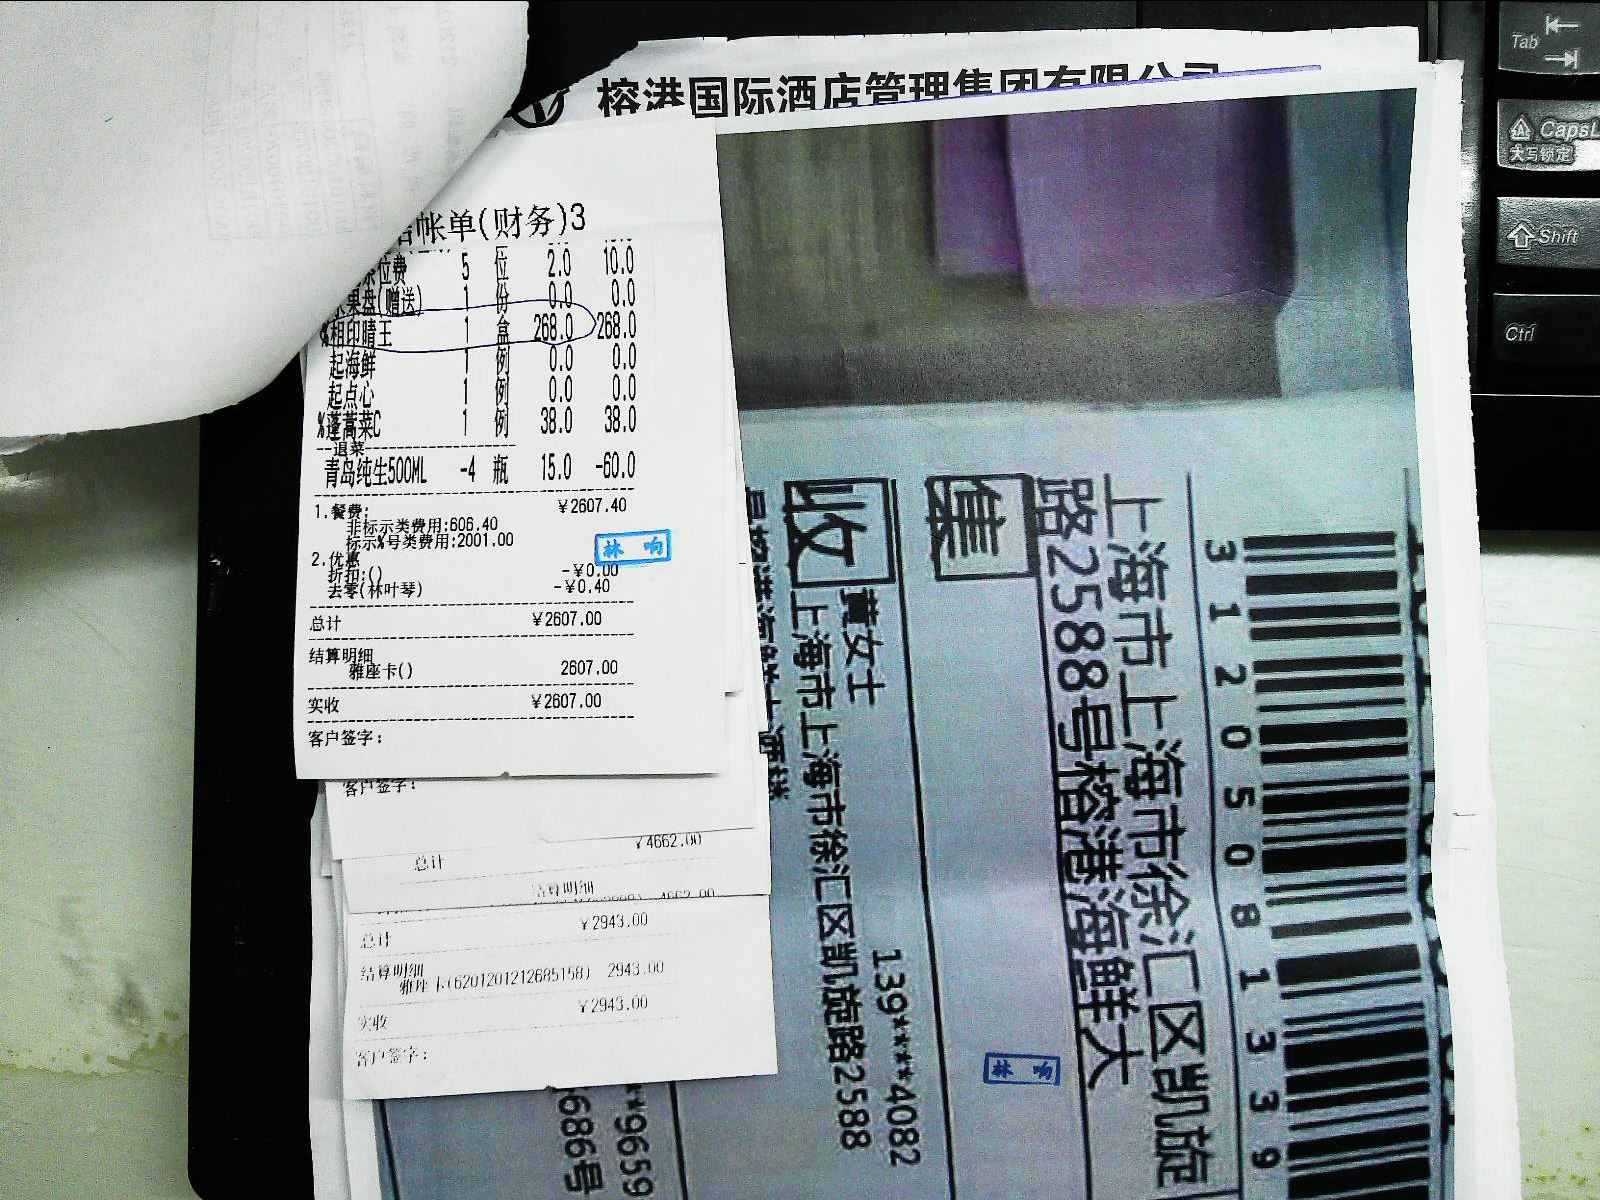 榕港国际酒店管理集团有限公司
帐单(财务)3
位费 5 位 2.0 10.0
果盘(赠送) 1 份 0.0 0.0
%相印晴王 1 盒 268.0 268.0
起海鲜 1 例 0.0 0.0
起点心 1 例 0.0 0.0
%蓬蒿菜C 1 例 38.0 38.0
--退菜--
青岛纯生500ML -4 瓶 15.0 -60.0
1.餐费: ¥2607.40
非标示类费用:606.40
标示%号类费用:2001.00
2.优惠
折扣:() -¥0.00
去零(林叶琴) -¥0.40
总计 ¥2607.00
结算明细
雅座卡() 2607.00
实收 ¥2607.00
客户签字:
林 响
客户签字:
¥4662.00
总计
结算明细
4662.00
总计 ¥2943.00
结算明细
雅座卡(6201201212685158) 2943.00
实收 ¥2943.00
客户签字:
31205081339
上海市上海市徐汇区凯旋
路2588号榕港海鲜大
集
收
黄女士 139****4082
上海市上海市徐汇区凯旋路2588
林 响
**9659
686号
Tab
CapsL
大写锁定
Shift
Ctrl